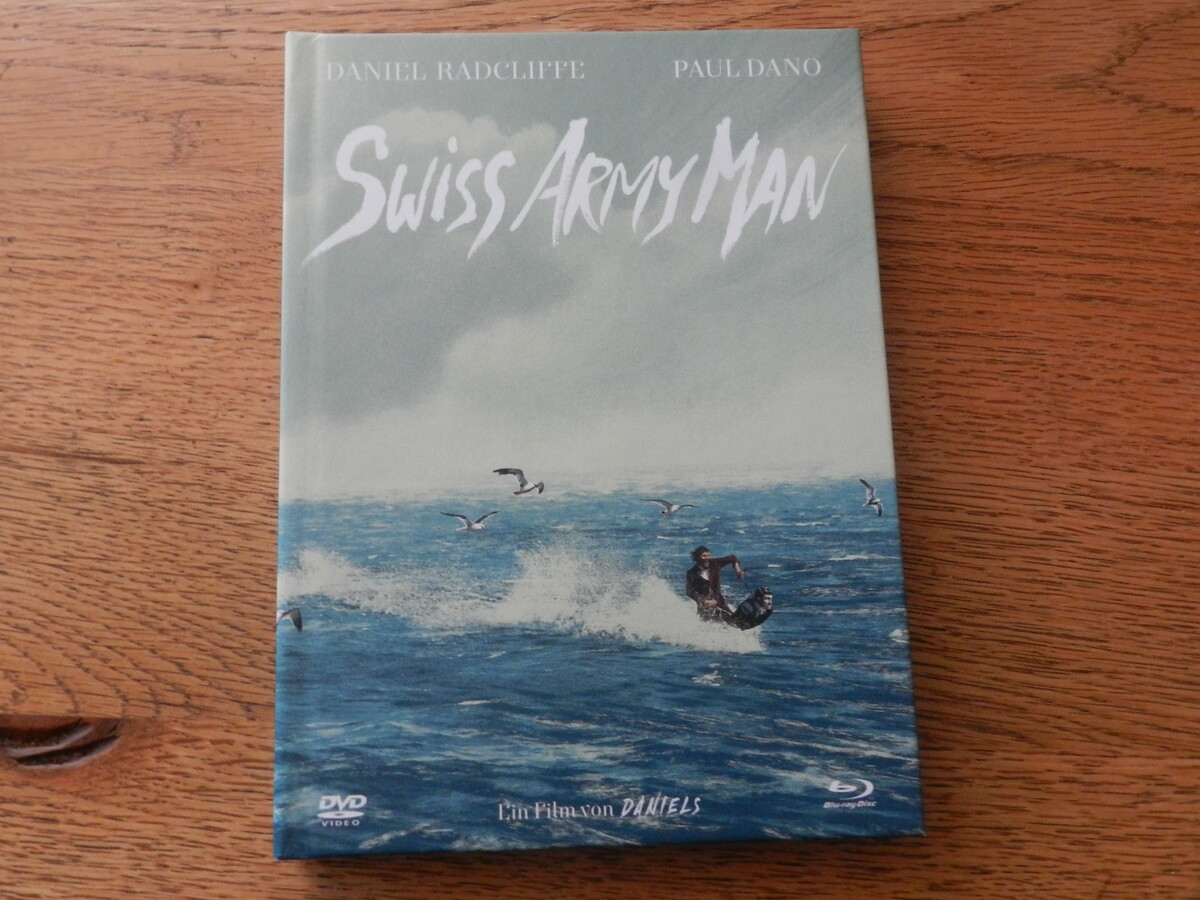 DANIEL RADCLIFFE PAUL DANO
SWISS ARMY MAN
Ein Film von DANIELS
DVD
VIDEO
Blu-ray Disc